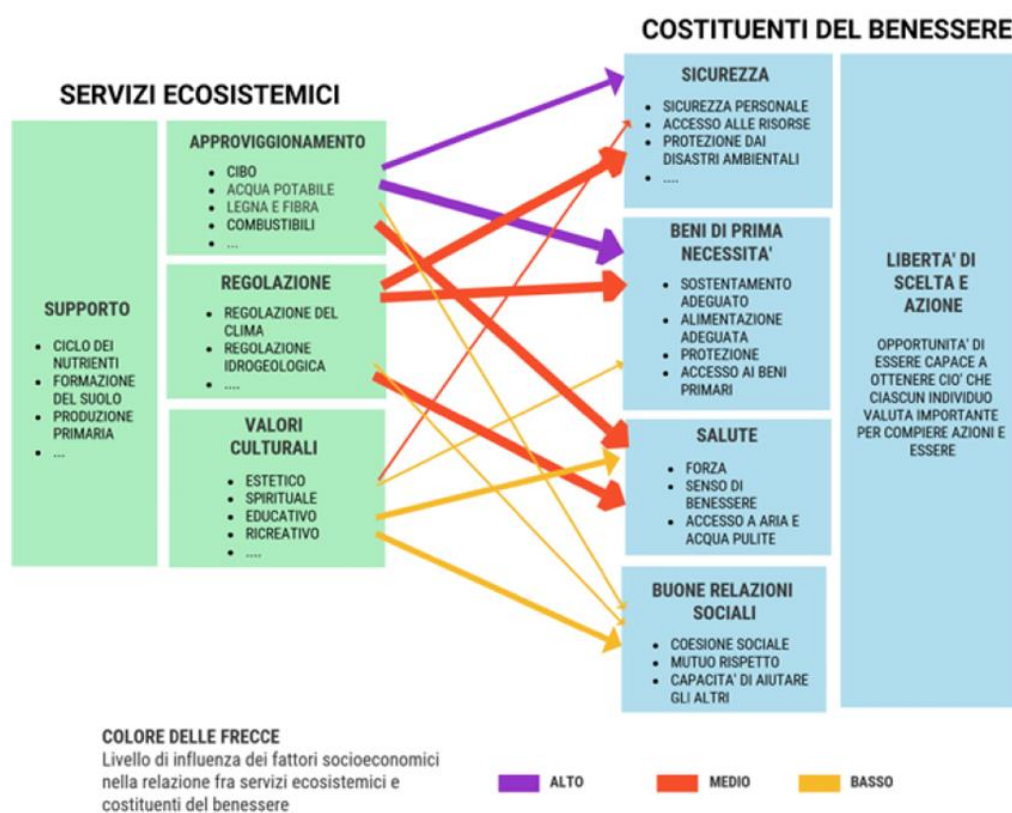 COSTITUENTI DEL BENESSERE
SERVIZI ECOSISTEMICI
SUPPORTO
• CICLO DEI
NUTRIENTI
• FORMAZIONE
DEL SUOLO
• PRODUZIONE
PRIMARIA
• ...
APPROVIGGIONAMENTO
• CIBO
• ACQUA POTABILE
• LEGNA E FIBRA
• COMBUSTIBILI
• ...
REGOLAZIONE
• REGOLAZIONE DEL
CLIMA
• REGOLAZIONE
IDROGEOLOGICA
• ....
VALORI
CULTURALI
• ESTETICO
• SPIRITUALE
• EDUCATIVO
• RICREATIVO
• ....
SICUREZZA
• SICUREZZA PERSONALE
• ACCESSO ALLE RISORSE
• PROTEZIONE DAI
DISASTRI AMBIENTALI
• ....
BENI DI PRIMA
NECESSITA'
• SOSTENTAMENTO
ADEGUATO
• ALIMENTAZIONE
ADEGUATA
• PROTEZIONE
• ACCESSO AI BENI
PRIMARI
SALUTE
• FORZA
• SENSO DI
BENESSERE
• ACCESSO A ARIA E
ACQUA PULITE
BUONE RELAZIONI
SOCIALI
• COESIONE SOCIALE
• MUTUO RISPETTO
• CAPACITA' DI AIUTARE
GLI ALTRI
LIBERTA' DI
SCELTA E
AZIONE
OPPORTUNITA' DI
ESSERE CAPACE A
OTTENERE CIO' CHE
CIASCUN INDIVIDUO
VALUTA IMPORTANTE
PER COMPIERE AZIONI E
ESSERE
COLORE DELLE FRECCE
Livello di influenza dei fattori socioeconomici
nella relazione fra servizi ecosistemici e
costituenti del benessere
ALTO
MEDIO
BASSO